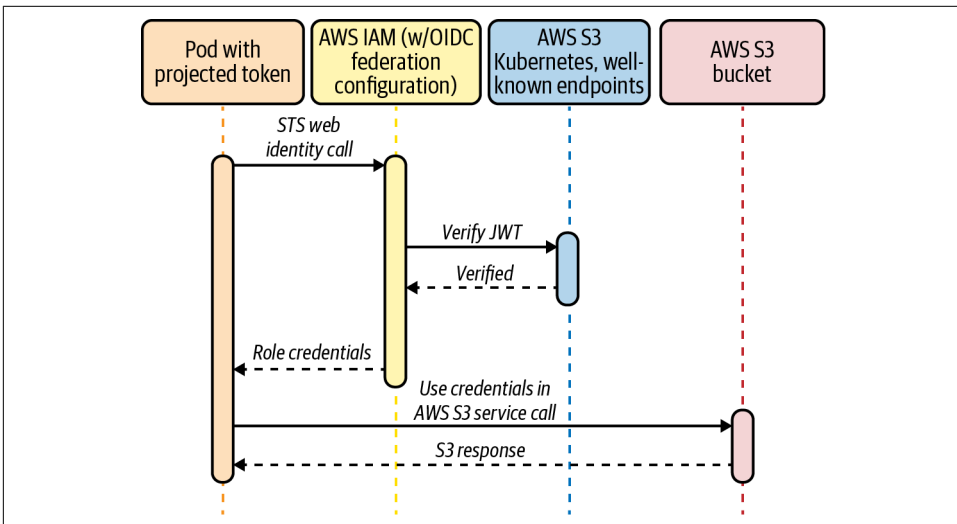 Pod with
projected token
AWS IAM (w/OIDC
federation
configuration)
AWS S3
Kubernetes, well-
known endpoints
AWS S3
bucket
STS web
identity call
Verify JWT
Verified
Role credentials
Use credentials in
AWS S3 service call
S3 response